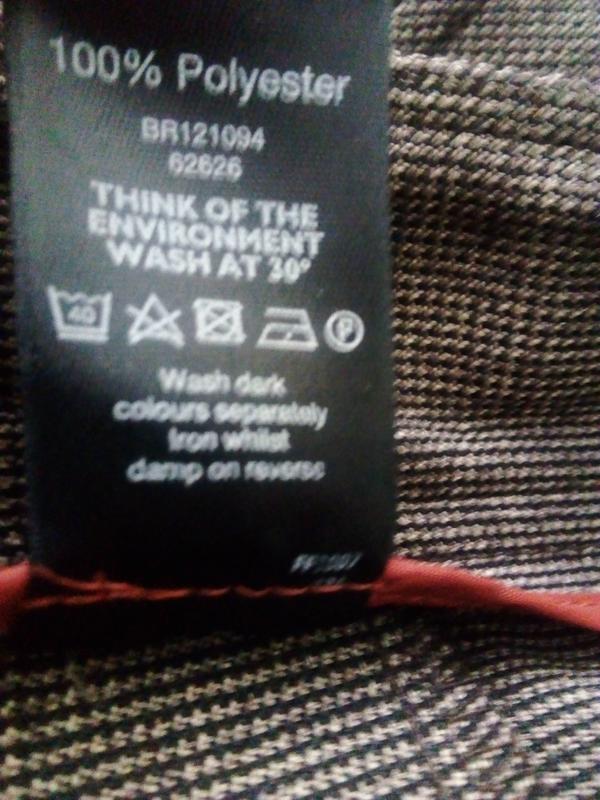 100% Polyester
BR121094
62626
THINK OF THE
ENVIRONMENT
WASH AT 30°
40
P
Wash dark
colours separately
Iron whilst
damp on reverse